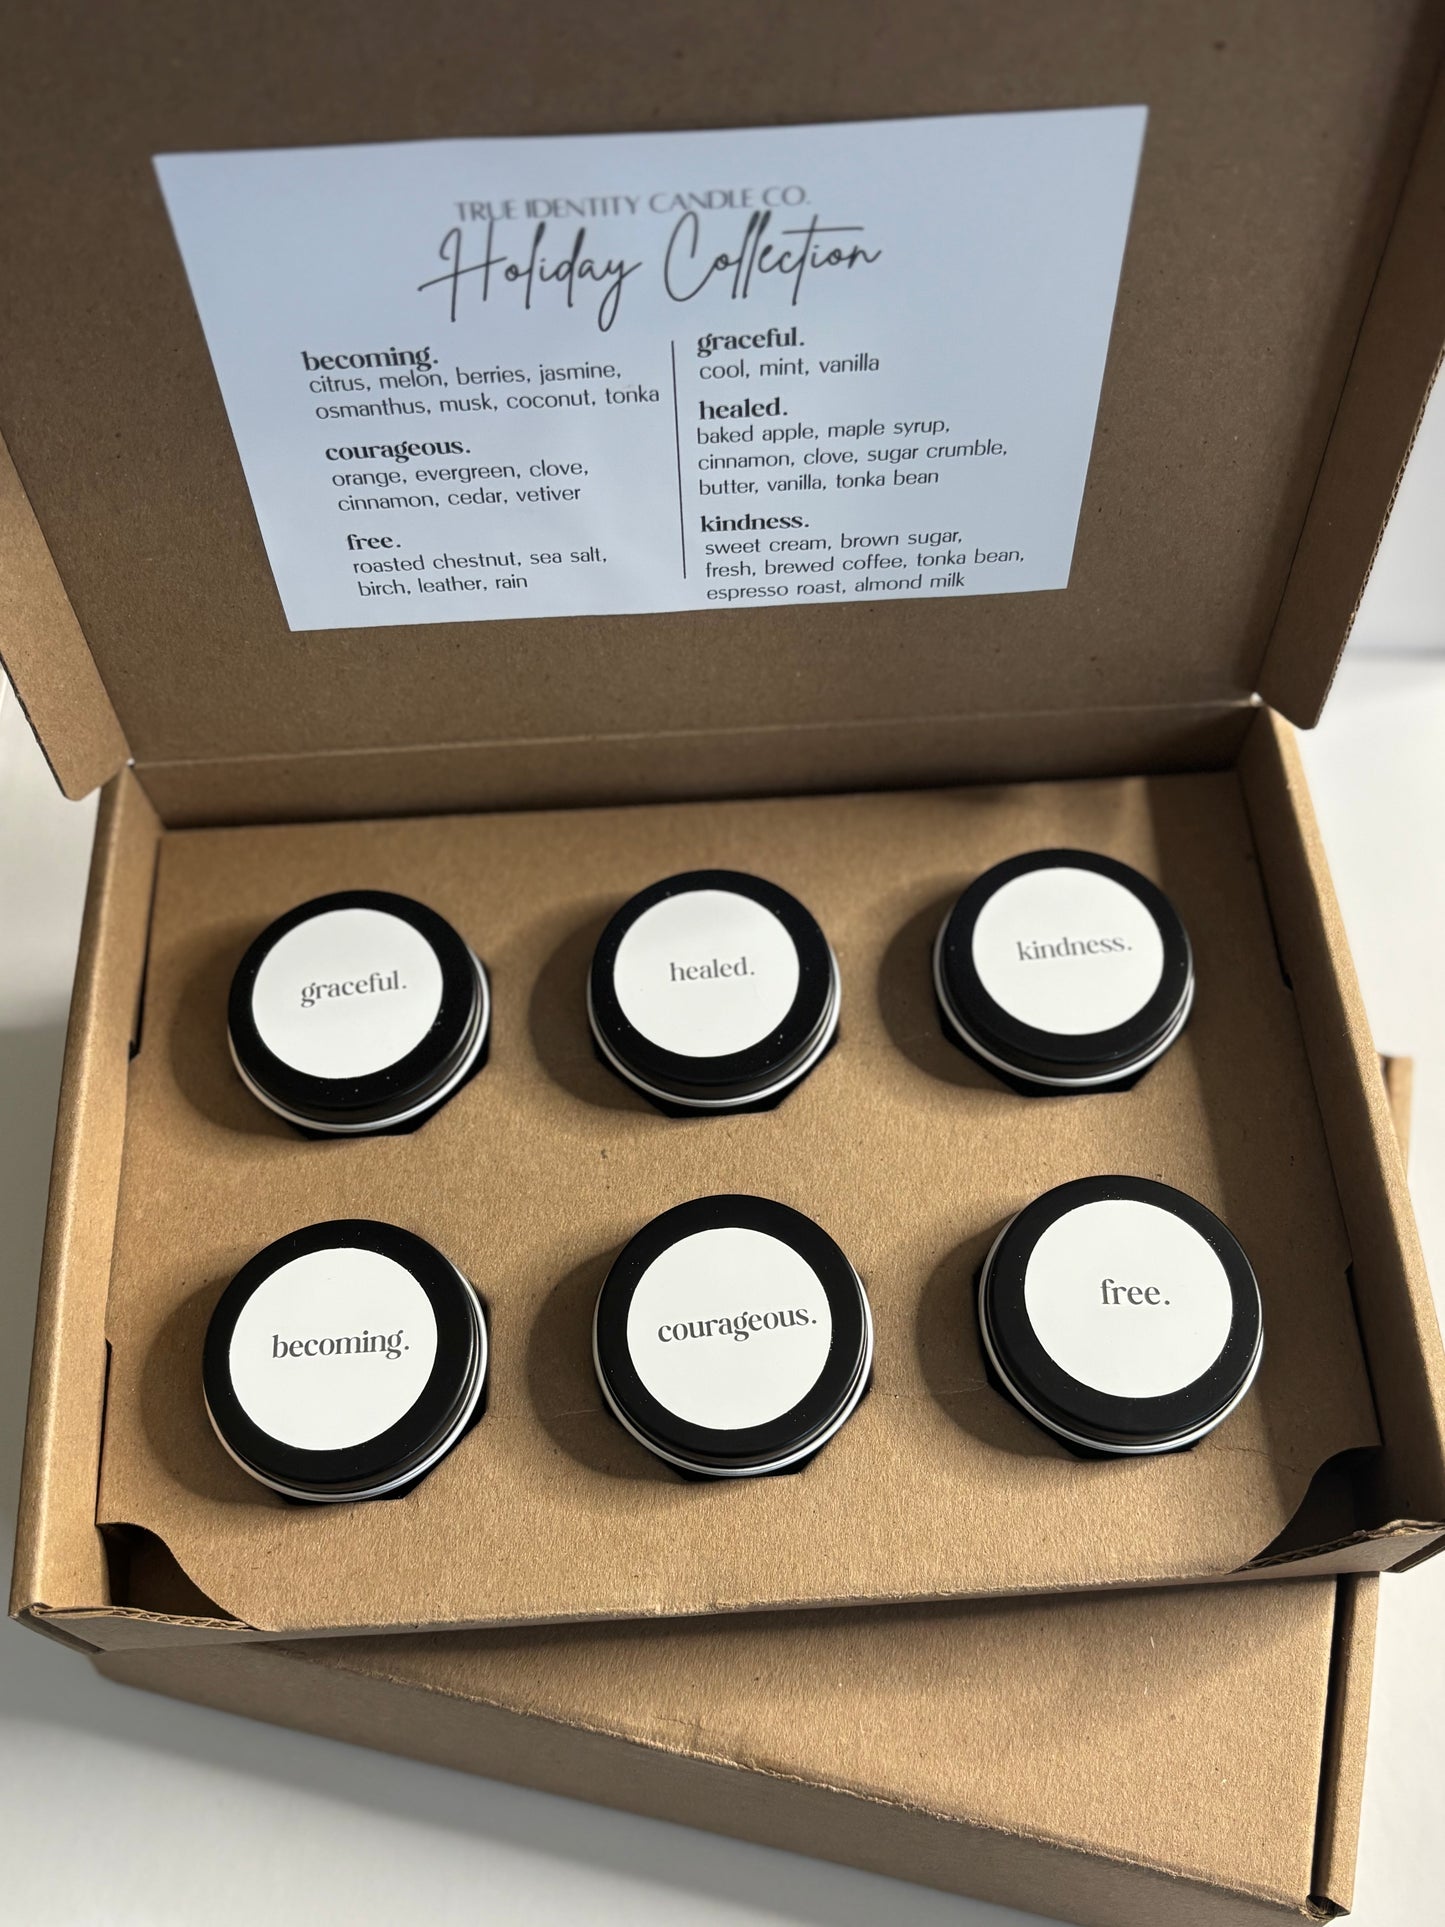 TRUE IDENTITY CANDLE CO.
Holiday Collection
becoming.
citrus, melon, berries, jasmine,
osmanthus, musk, coconut, tonka
courageous.
orange, evergreen, clove,
cinnamon, cedar, vetiver
free.
roasted chestnut, sea salt,
birch, leather, rain
graceful.
cool, mint, vanilla
healed.
baked apple, maple syrup,
cinnamon, clove, sugar crumble,
butter, vanilla, tonka bean
kindness.
sweet cream, brown sugar,
fresh, brewed coffee, tonka bean,
espresso roast, almond milk
graceful.
healed.
kindness.
becoming.
courageous.
free.